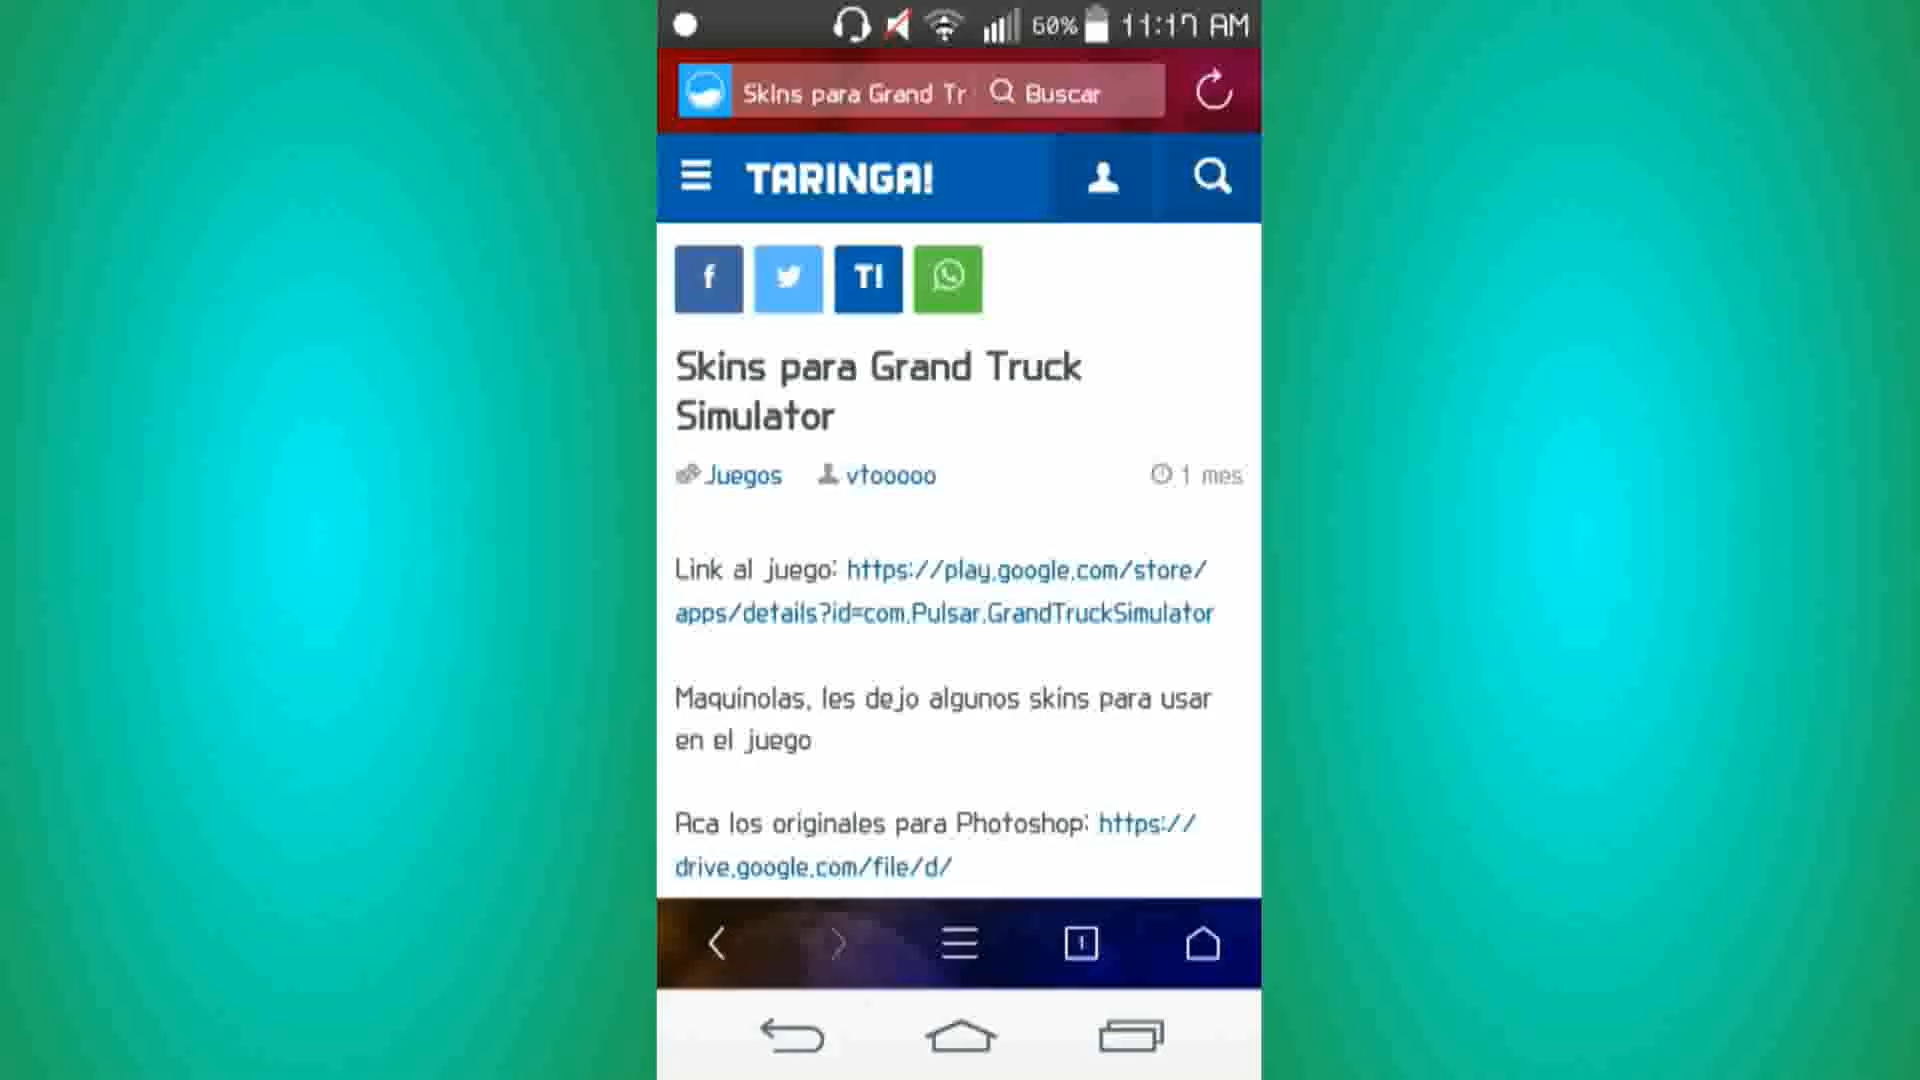 60% 11:17 AM
Skins para Grand Tr Buscar
TARINGA!
f T!
Skins para Grand Truck
Simulator
Juegos vtooooo 1 mes
Link al juego: https://play.google.com/store/
apps/details?id=com.Pulsar.GrandTruckSimulator
Maquinolas, les dejo algunos skins para usar
en el juego
Aca los originales para Photoshop: https://
drive.google.com/file/d/
1